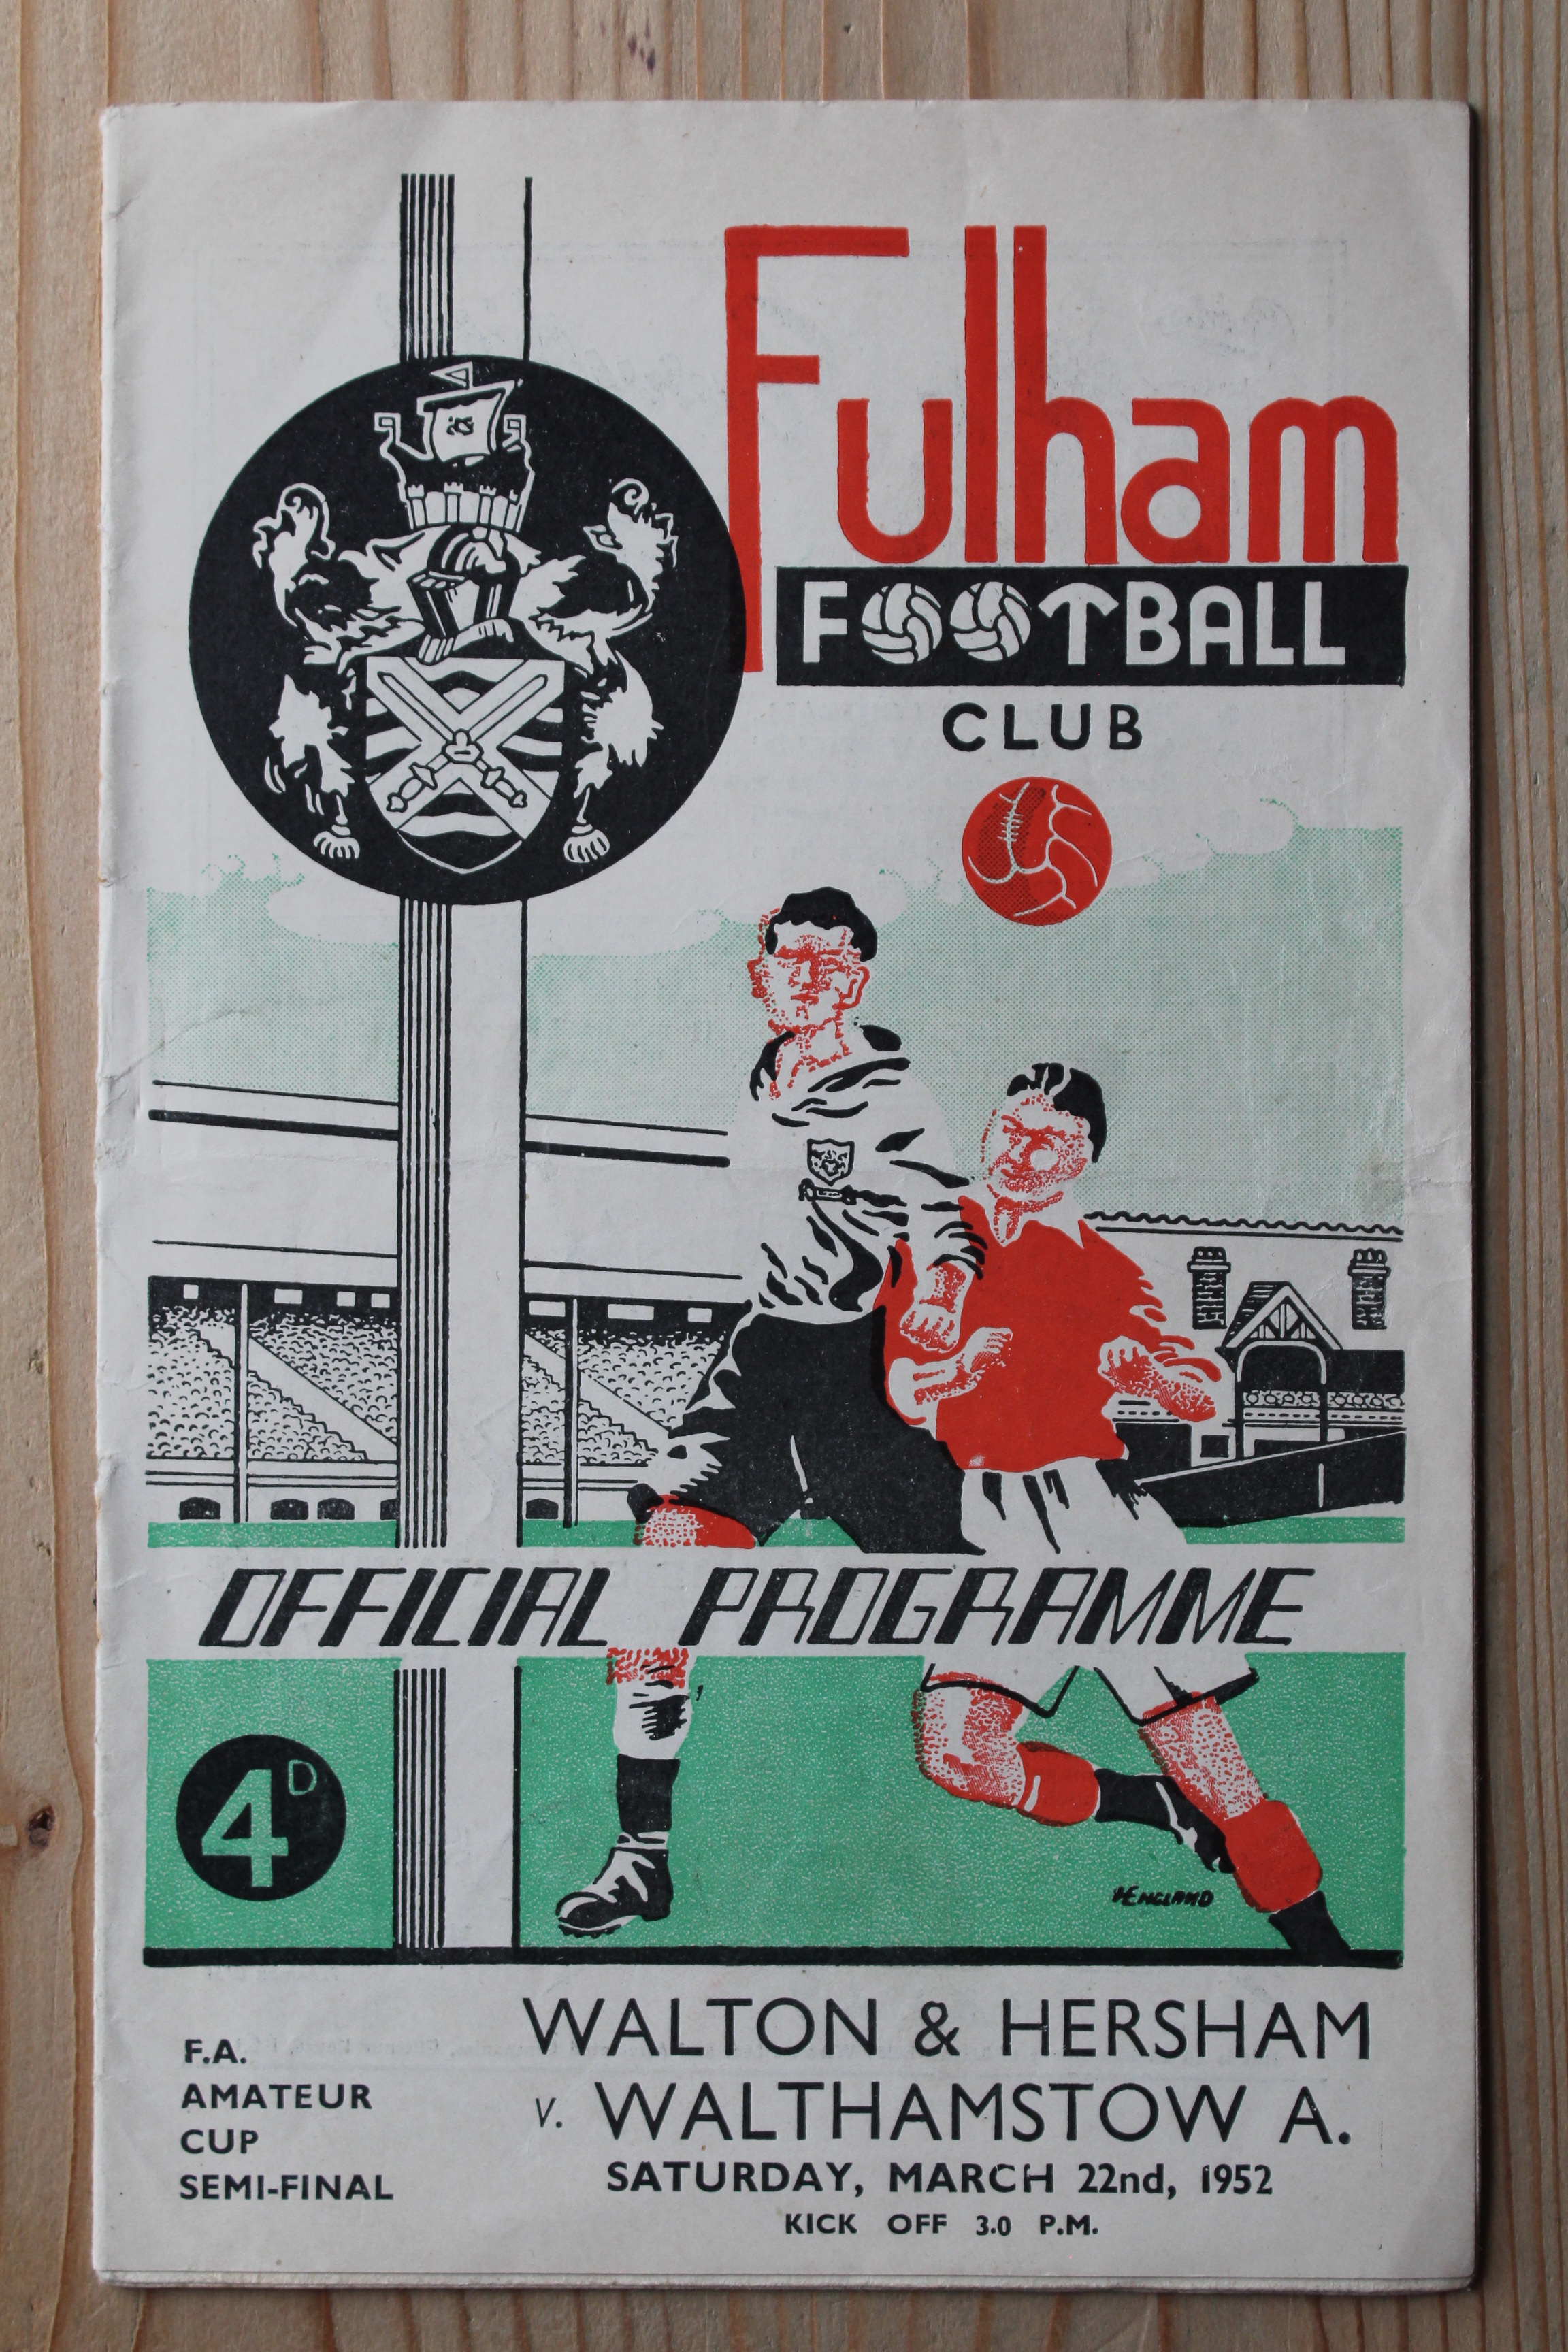 Fulham
FOOTBALL
CLUB
OFFICIAL PROGRAMME
4D
ENGLAND
WALTON & HERSHAM
v. WALTHAMSTOW A.
SATURDAY, MARCH 22nd, 1952
KICK OFF 3.0 P.M.
F.A.
AMATEUR
CUP
SEMI-FINAL